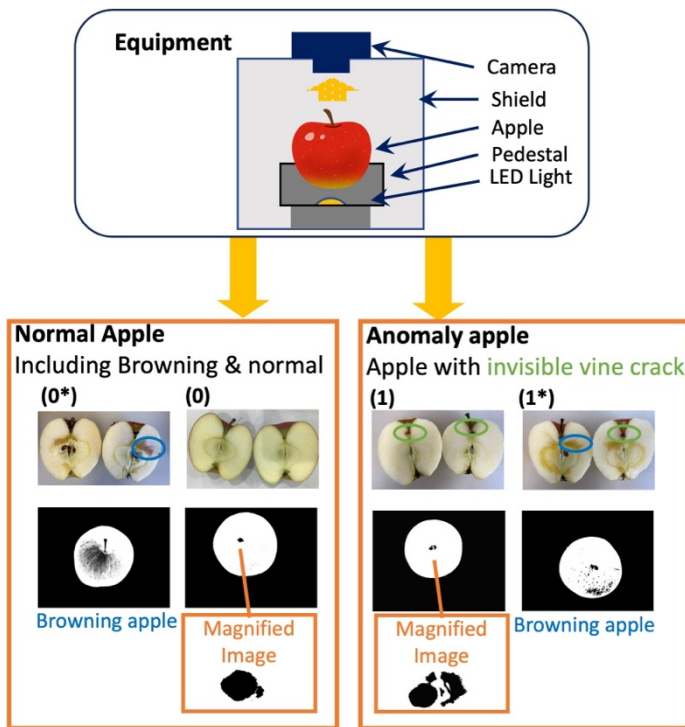 Equipment
Camera
Shield
Apple
Pedestal
LED Light
Normal Apple
Including Browning & normal
(0*)
(0)
Browning apple
Magnified
Image
Anomaly apple
Apple with invisible vine crack
(1)
(1*)
Magnified
Image
Browning apple